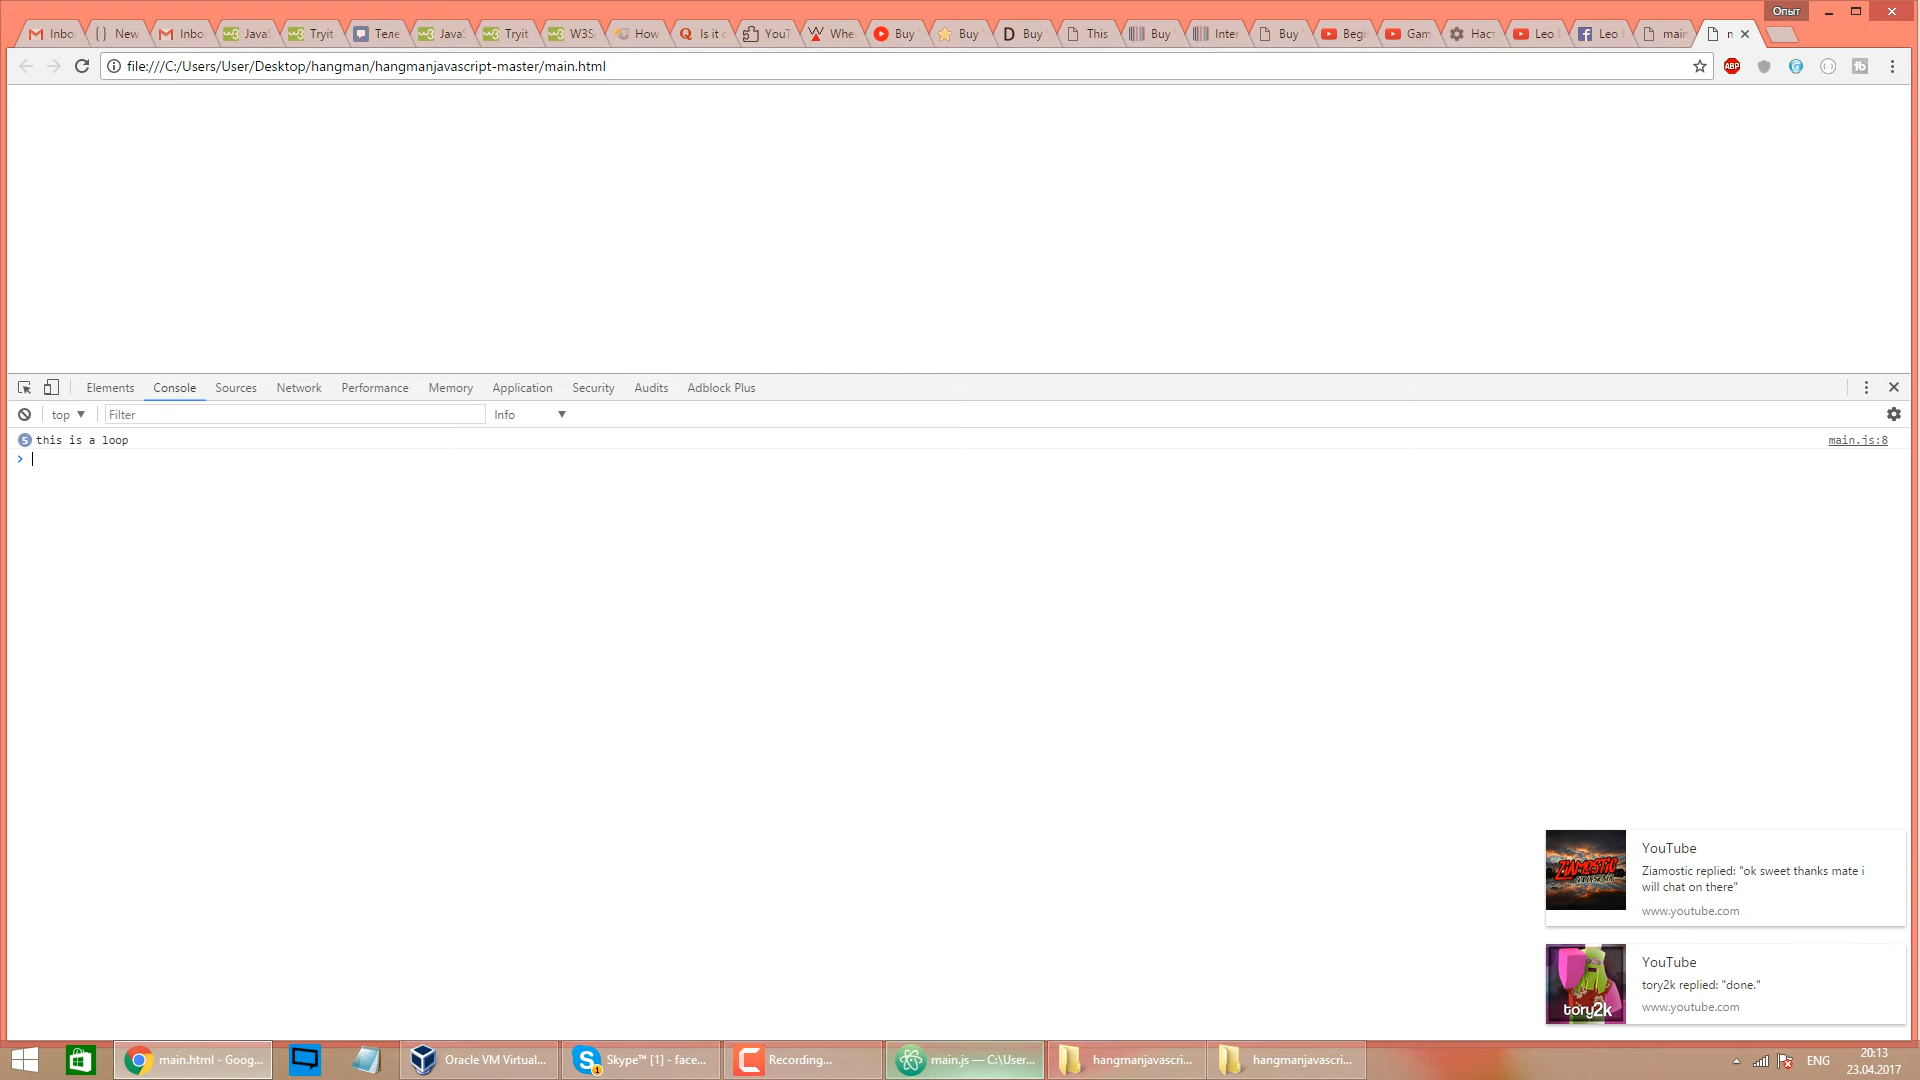 Опыт
Inbo
New
Inbo
Java
Tryit
Теле
Java
Tryit
W3S
How
Is it
YouT
Whe
Buy
Buy
Buy
This
Buy
Inter
Buy
Begi
Gam
Наст
Leo
Leo
main
file:///C:/Users/User/Desktop/hangman/hangmanjavascript-master/main.html
ABP
Elements Console Sources Network Performance Memory Application Security Audits Adblock Plus
top Filter Info
5 this is a loop main.js:8
YouTube
Ziamostic replied: "ok sweet thanks mate i
will chat on there"
www.youtube.com
ZIAMOSTIC
YouTube
tory2k replied: "done."
www.youtube.com
tory2k
main.html - Goog...
Oracle VM Virtual...
Skype™ [1] - face...
Recording...
main.js — C:\User...
hangmanjavascri...
hangmanjavascri...
ENG
20:13
23.04.2017